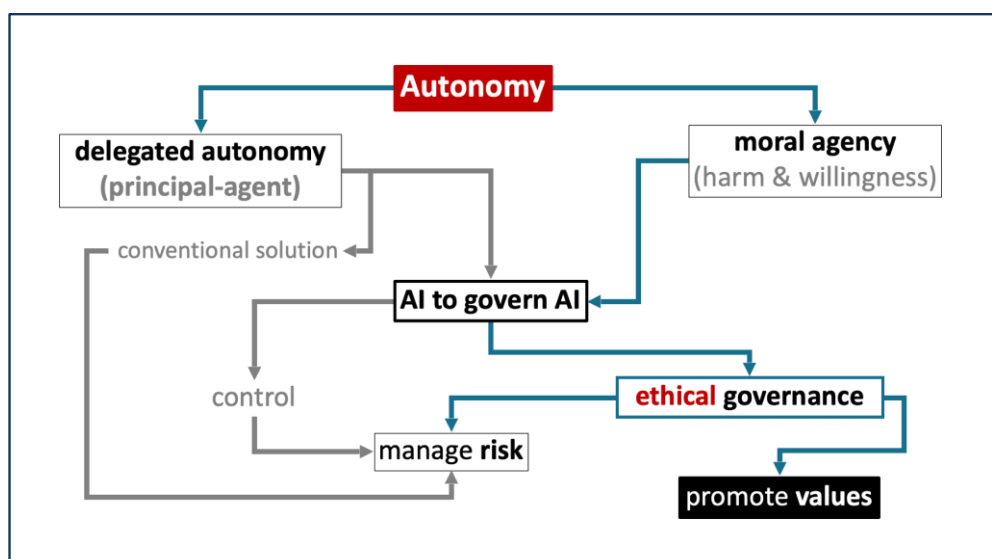 Autonomy
delegated autonomy
(principal-agent)
moral agency
(harm & willingness)
conventional solution
AI to govern AI
control
ethical governance
manage risk
promote values